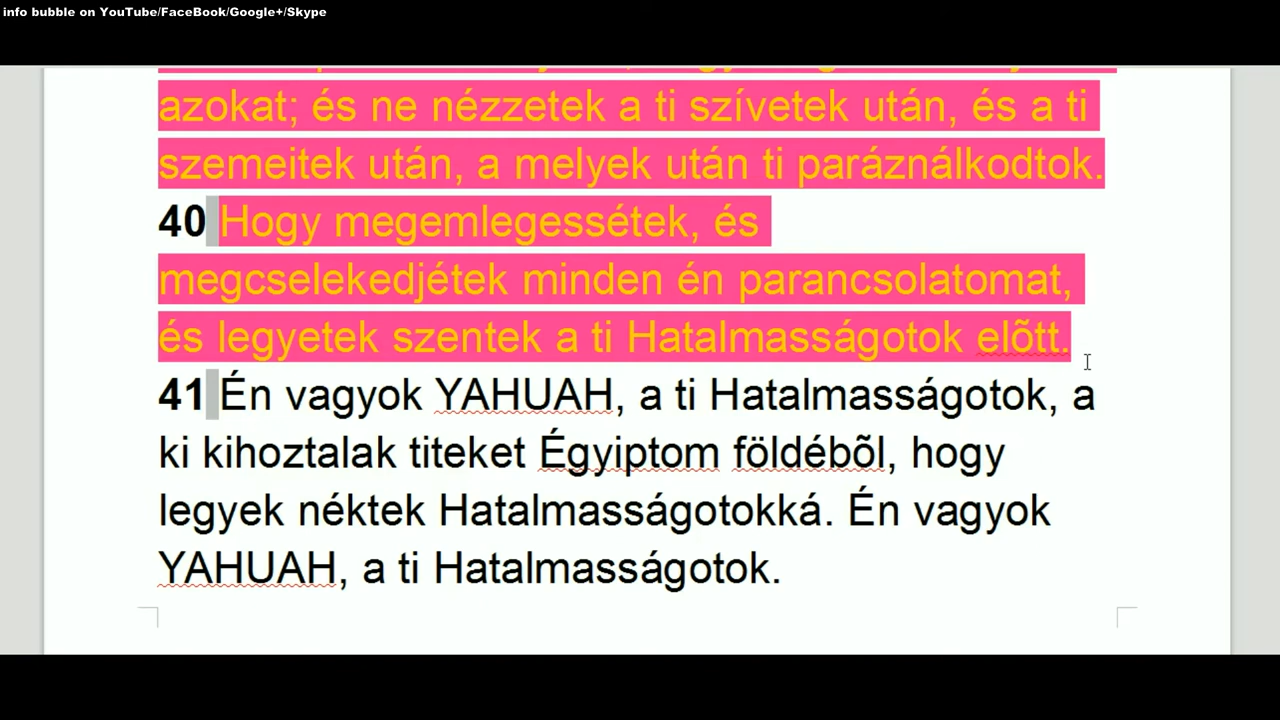 info bubble on YouTube/FaceBook/Google+/Skype
azokat; és ne nézzetek a ti szívetek után, és a ti
szemeitek után, a melyek után ti paráználkodtok.
40 Hogy megemlegessétek, és
megcselekedjétek minden én parancsolatomat,
és legyetek szentek a ti Hatalmasságotok elõtt.
41 Én vagyok YAHUAH, a ti Hatalmasságotok, a
ki kihoztalak titeket Égyiptom földébõl, hogy
legyek néktek Hatalmasságotokká. Én vagyok
YAHUAH, a ti Hatalmasságotok.